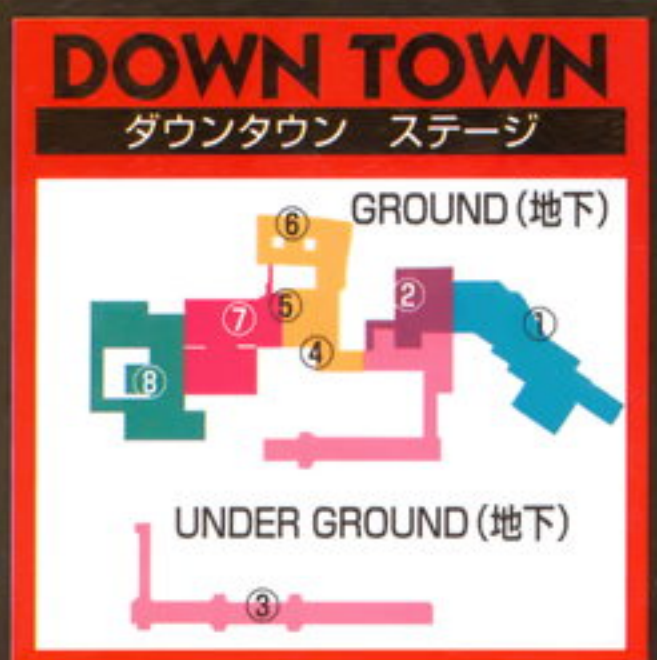 DOWN TOWN
ダウンタウン ステージ
GROUND(地下)
⑥
②
⑤
⑦
①
④
⑧
UNDER GROUND(地下)
③